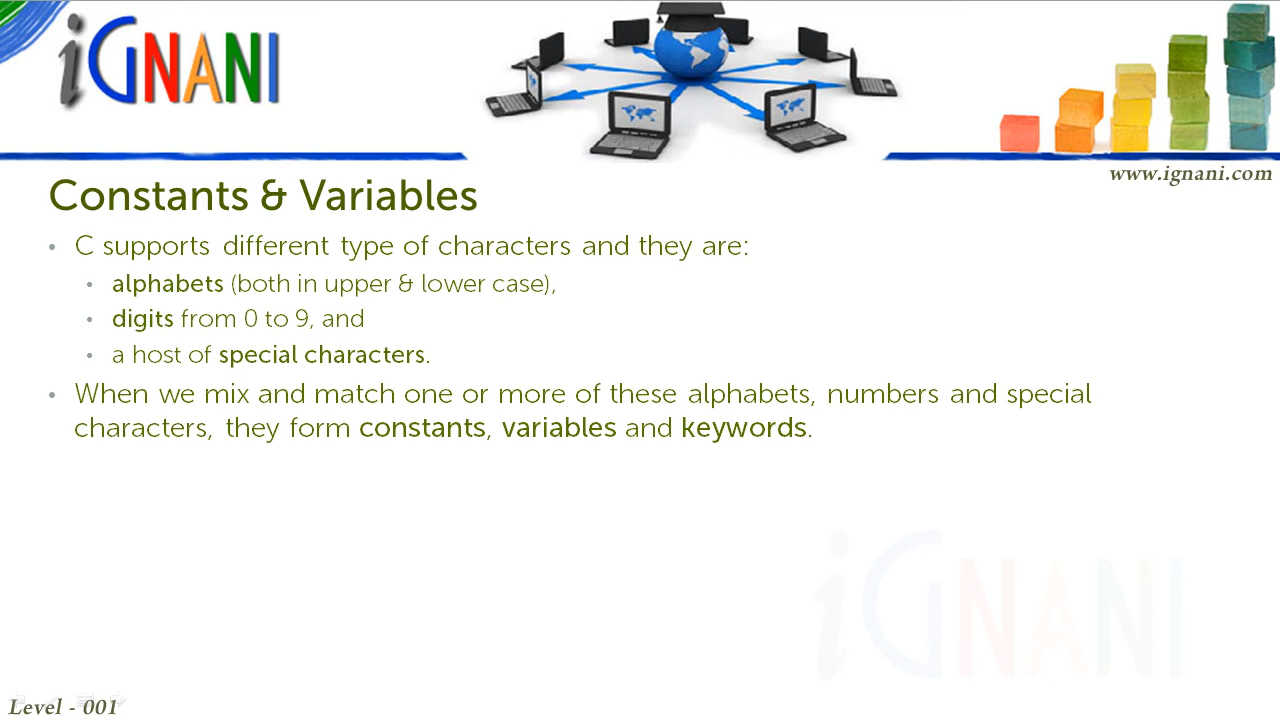 iGNANI
www.ignani.com
Constants & Variables
• C supports different type of characters and they are:
• alphabets (both in upper & lower case),
• digits from 0 to 9, and
• a host of special characters.
• When we mix and match one or more of these alphabets, numbers and special
characters, they form constants, variables and keywords.
iGNANI
Level - 001